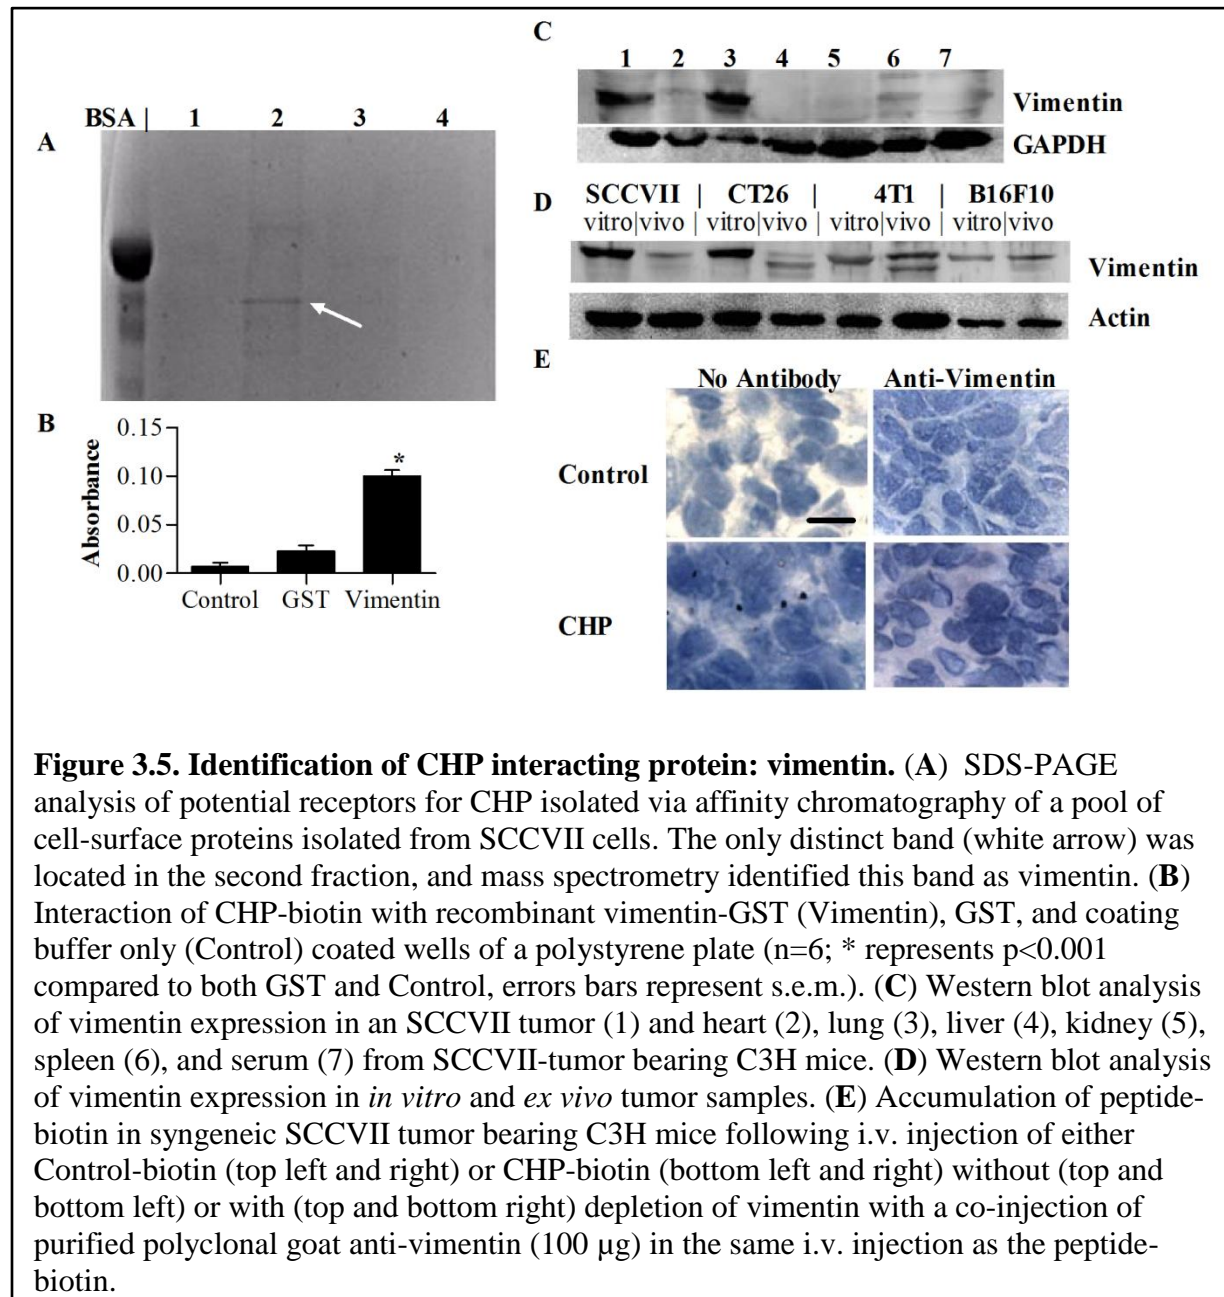 C
1 2 3 4 5 6 7
Vimentin
GAPDH
BSA | 1 2 3 4
A
D
SCCVII | CT26 | 4T1 | B16F10
vitro|vivo | vitro|vivo | vitro|vivo | vitro|vivo
Vimentin
Actin
B
0.15
0.10
0.05
0.00
Absorbance
*
Control GST Vimentin
E
No Antibody Anti-Vimentin
Control
CHP
Figure 3.5. Identification of CHP interacting protein: vimentin. (A) SDS-PAGE
analysis of potential receptors for CHP isolated via affinity chromatography of a pool of
cell-surface proteins isolated from SCCVII cells. The only distinct band (white arrow) was
located in the second fraction, and mass spectrometry identified this band as vimentin. (B)
Interaction of CHP-biotin with recombinant vimentin-GST (Vimentin), GST, and coating
buffer only (Control) coated wells of a polystyrene plate (n=6; * represents p<0.001
compared to both GST and Control, errors bars represent s.e.m.). (C) Western blot analysis
of vimentin expression in an SCCVII tumor (1) and heart (2), lung (3), liver (4), kidney (5),
spleen (6), and serum (7) from SCCVII-tumor bearing C3H mice. (D) Western blot analysis
of vimentin expression in in vitro and ex vivo tumor samples. (E) Accumulation of peptide-
biotin in syngeneic SCCVII tumor bearing C3H mice following i.v. injection of either
Control-biotin (top left and right) or CHP-biotin (bottom left and right) without (top and
bottom left) or with (top and bottom right) depletion of vimentin with a co-injection of
purified polyclonal goat anti-vimentin (100 µg) in the same i.v. injection as the peptide-
biotin.